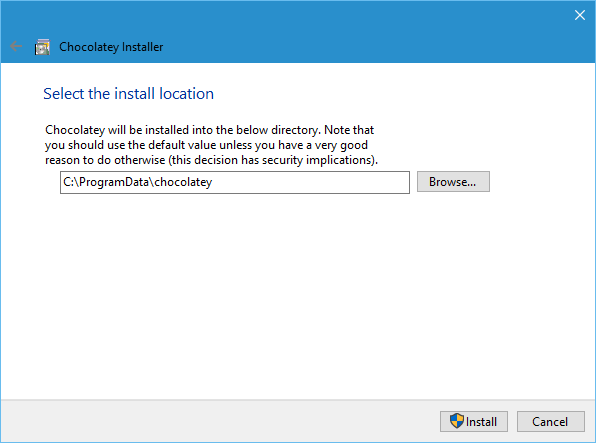 Chocolatey Installer
Select the install location
Chocolatey will be installed into the below directory. Note that
you should use the default value unless you have a very good
reason to do otherwise (this decision has security implications).
C:\ProgramData\chocolatey
Browse...
Install
Cancel